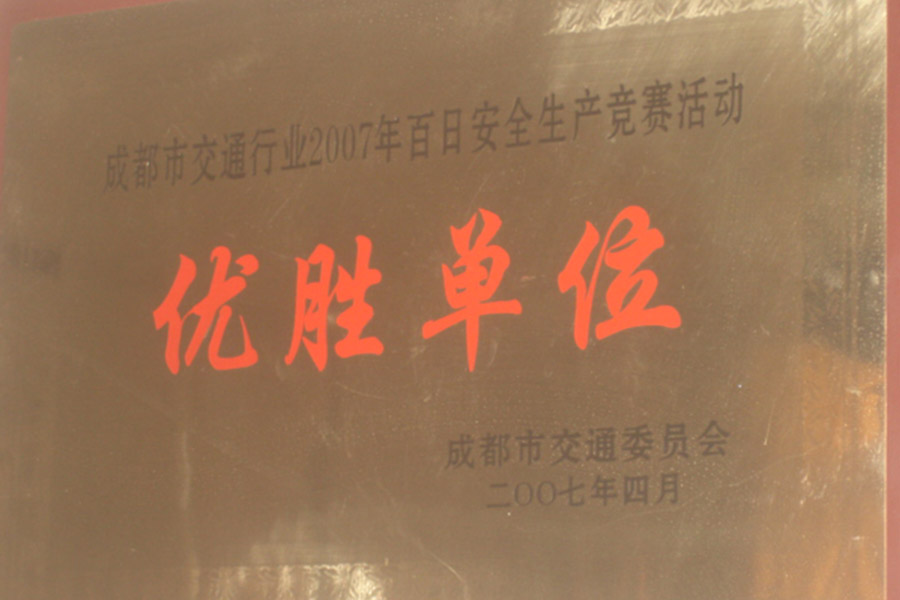 成都市交通行业2007年百日安全生产竞赛活动
优胜单位
成都市交通委员会
二〇〇七年四月